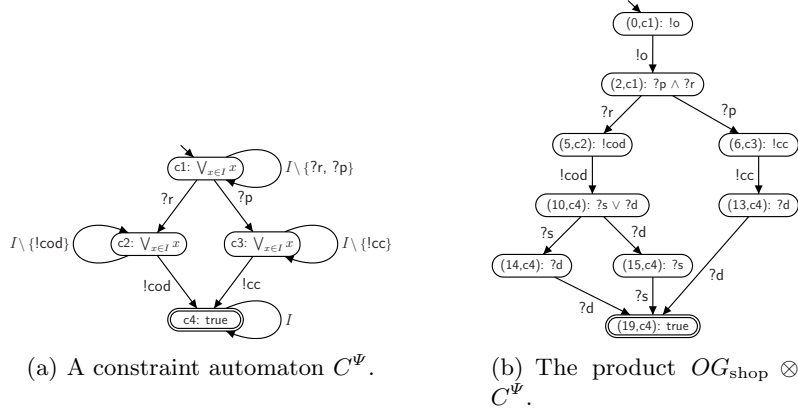 (0,c1): !o
!o
(2,c1): ?p ∧ ?r
?r
?p
(5,c2): !cod
(6,c3): !cc
!cod
!cc
(10,c4): ?s ∨ ?d
(13,c4): ?d
?s
?d
(14,c4): ?d
(15,c4): ?s
?d
?s
?d
(19,c4): true
c1: ⋁x∈I x
I \ {?r, ?p}
?r
?p
I \ {!cod}
c2: ⋁x∈I x
c3: ⋁x∈I x
I \ {!cc}
!cod
!cc
c4: true
I
(a) A constraint automaton C^Ψ.
(b) The product OG_shop ⊗
C^Ψ.